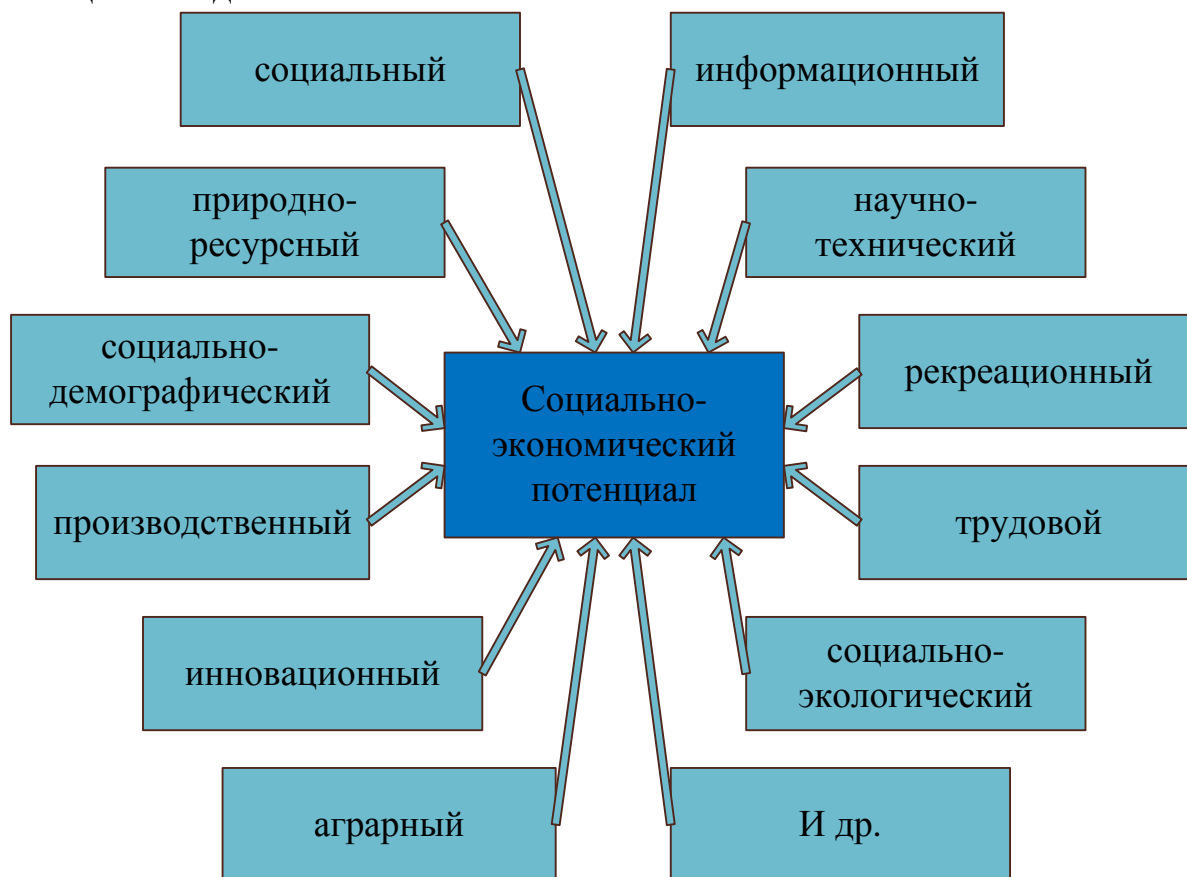 социальный
информационный
природно-
ресурсный
научно-
технический
социально-
демографический
Социально-
экономический
потенциал
рекреационный
производственный
трудовой
инновационный
социально-
экологический
аграрный
И др.